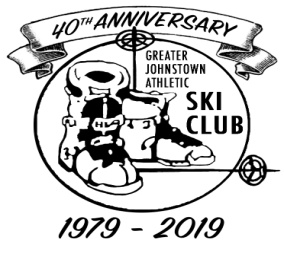 40TH ANNIVERSARY
GREATER
JOHNSTOWN
ATHLETIC
SKI
CLUB
1979 - 2019